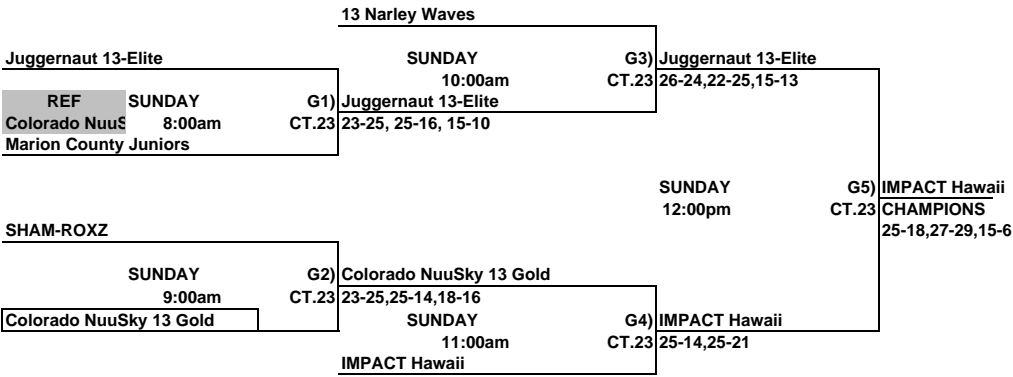 13 Narley Waves
Juggernaut 13-Elite SUNDAY G3) Juggernaut 13-Elite
10:00am CT.23 26-24,22-25,15-13
REF SUNDAY G1) Juggernaut 13-Elite
Colorado NuuS 8:00am CT.23 23-25, 25-16, 15-10
Marion County Juniors
SUNDAY G5) IMPACT Hawaii
12:00pm CT.23 CHAMPIONS
SHAM-ROXZ 25-18,27-29,15-6
SUNDAY G2) Colorado NuuSky 13 Gold
9:00am CT.23 23-25,25-14,18-16
Colorado NuuSky 13 Gold SUNDAY G4) IMPACT Hawaii
11:00am CT.23 25-14,25-21
IMPACT Hawaii